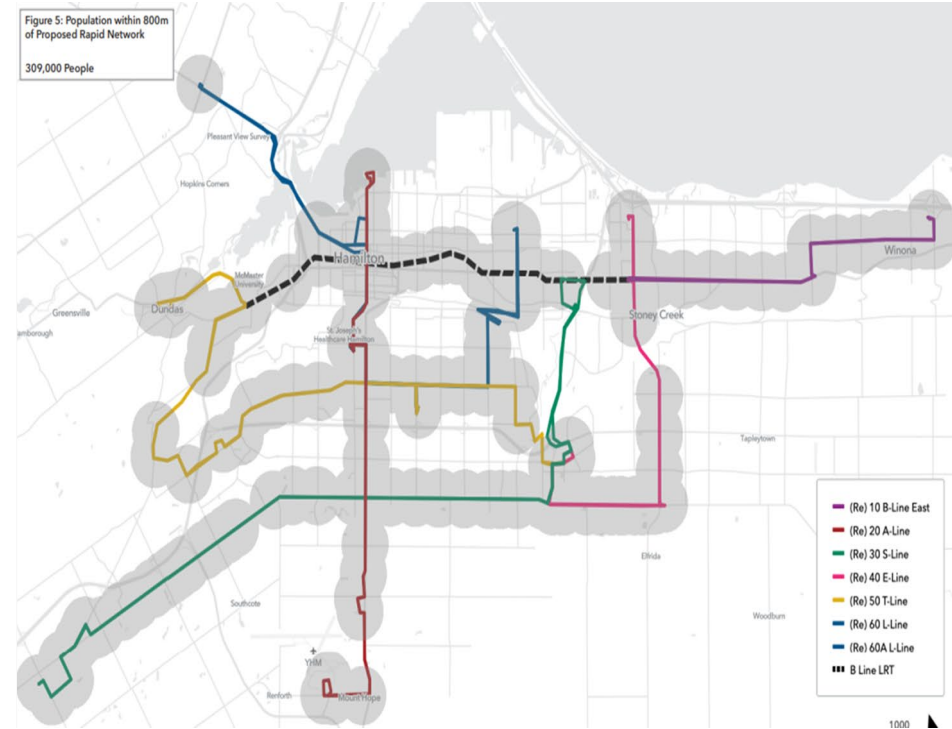 Figure 5: Population within 800m
of Proposed Rapid Network
309,000 People
Pleasant View Survey
Hopkins Corners
Hamilton
McMaster
University
Dundas
Greensville
amborough
St. Joseph's
Healthcare Hamilton
Winona
Stoney Creek
Tapleytown
Elfrida
Southcote
Woodburn
YHM
Renforth
Mount Hope
(Re) 10 B-Line East
(Re) 20 A-Line
(Re) 30 S-Line
(Re) 40 E-Line
(Re) 50 T-Line
(Re) 60 L-Line
(Re) 60A L-Line
B Line LRT
1000